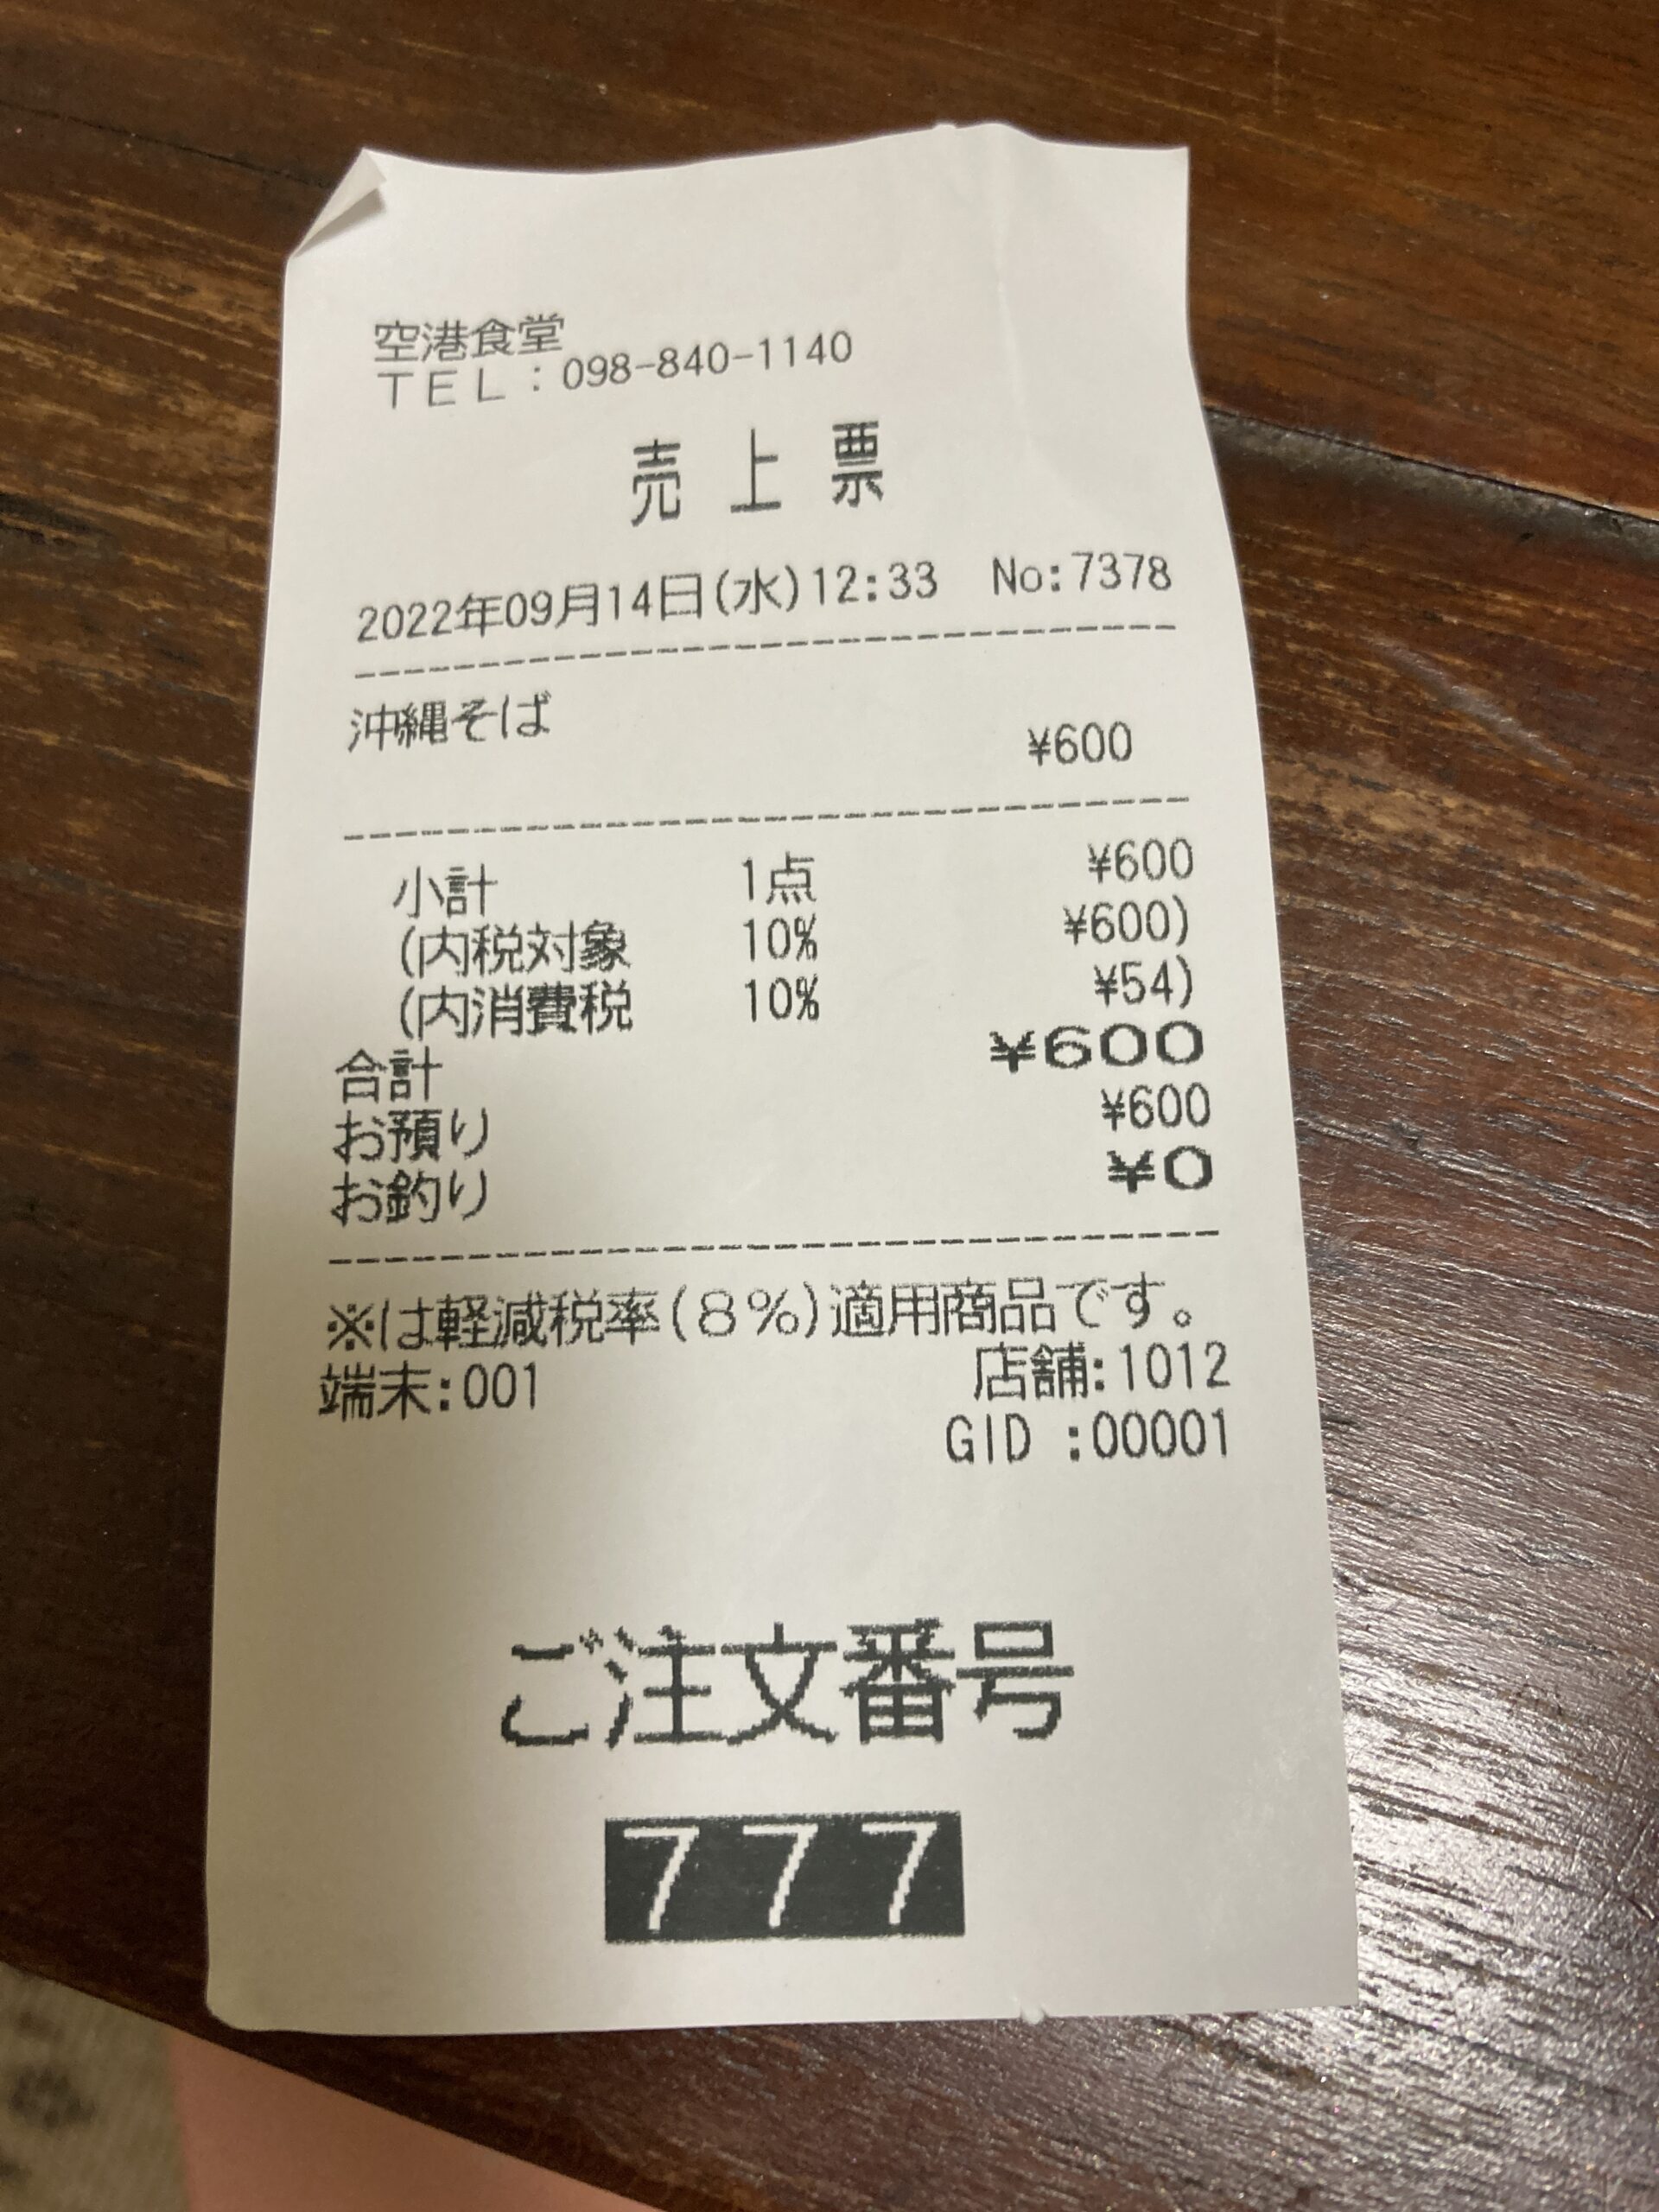 空港食堂
TEL:098-840-1140
売上票
2022年09月14日(水)12:33 No:7378
沖縄そば
¥600
小計 1点 ¥600
(内税対象 10% ¥600)
(内消費税 10% ¥54)
合計 ¥600
お預り ¥600
お釣り ¥0
※は軽減税率(8%)適用商品です。
端末:001 店舗:1012
GID :00001
ご注文番号
777